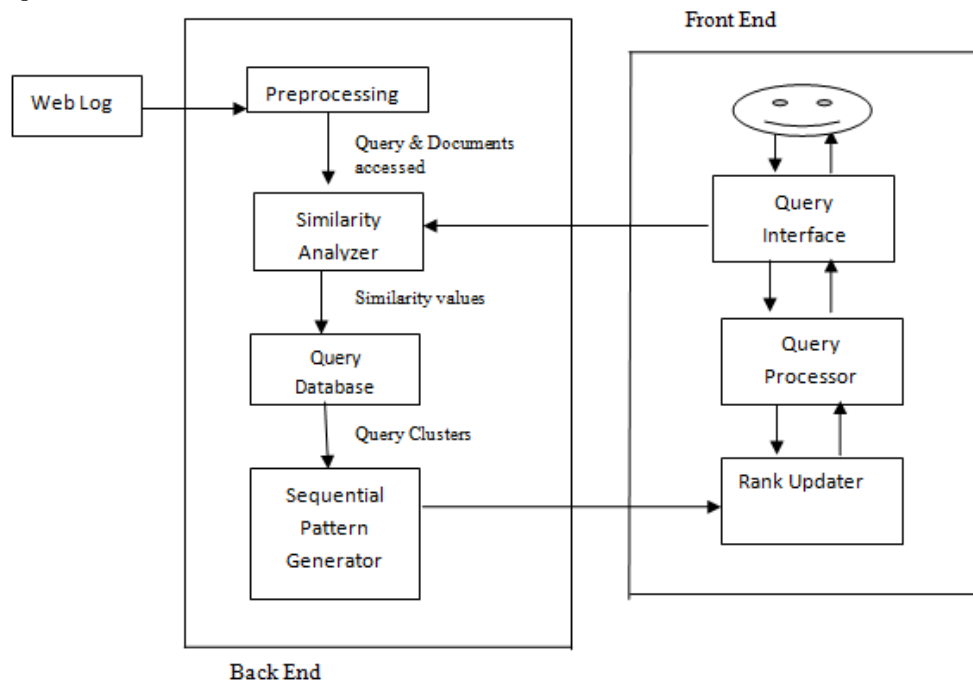 Front End
Web Log
Preprocessing
Query & Documents
accessed
Similarity
Analyzer
Query
Interface
Similarity values
Query
Database
Query
Processor
Query Clusters
Sequential
Pattern
Generator
Rank Updater
Back End